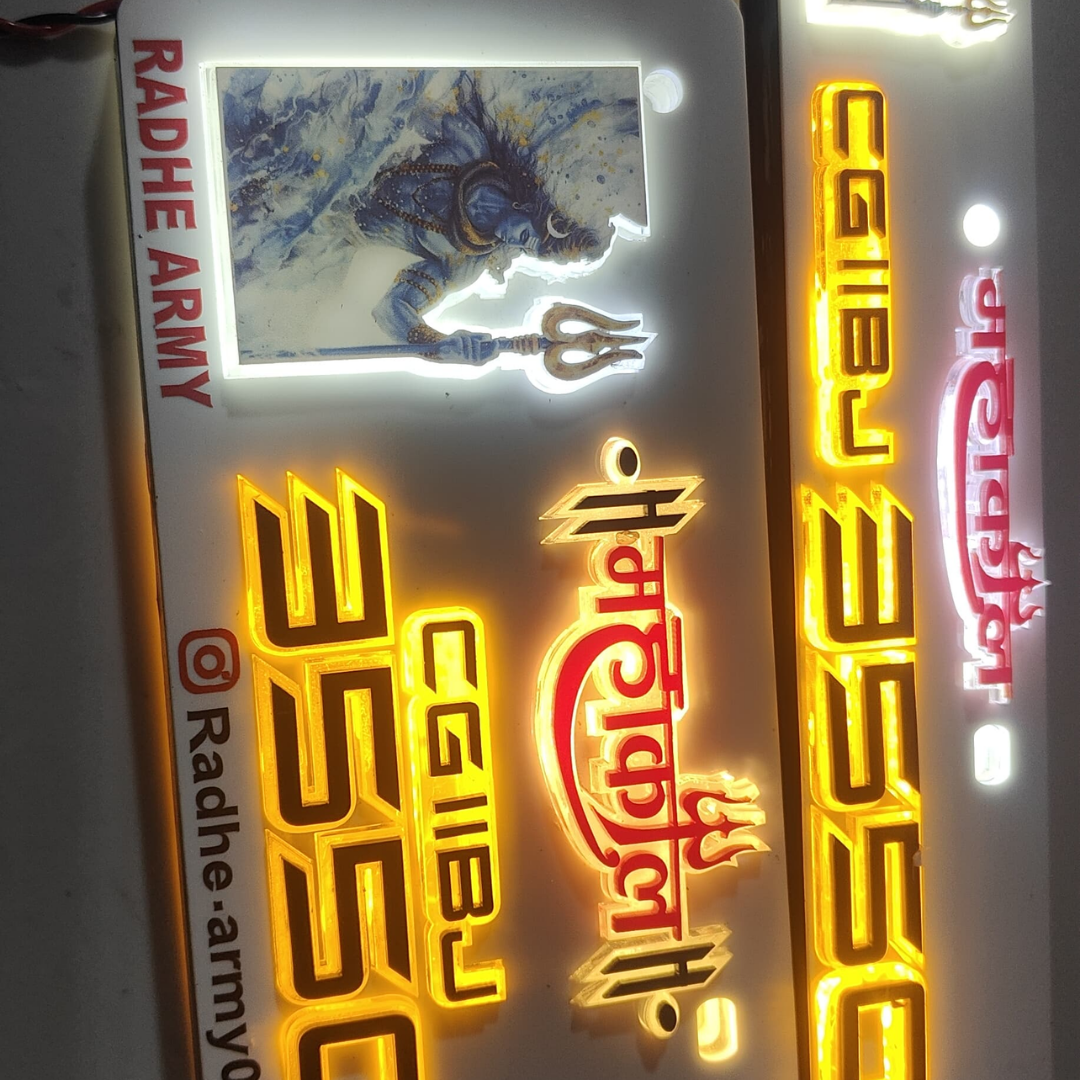 महाकाल
CG11BJ 3550
॥ महाकाल ॥
CG11BJ
3550
RADHE ARMY
Radhe.army0